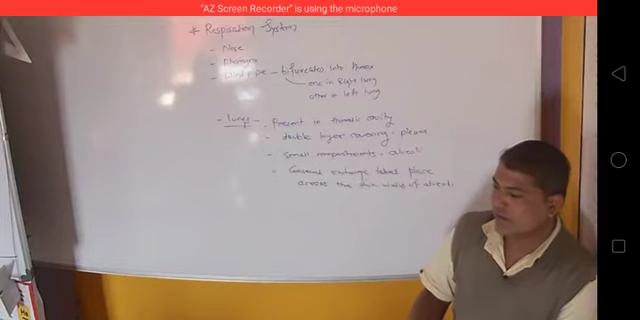 "AZ Screen Recorder" is using the microphone
* Respiration System
- Nose
- Pharynx
- Wind pipe - bifurcates into three
one in Right lung
other in left lung
- Lungs - . Present in thoracic cavity
- double layer covering - pleura
- Small compartments - alveoli
- Gaseous exchange takes place
across the thin walls of alveoli.